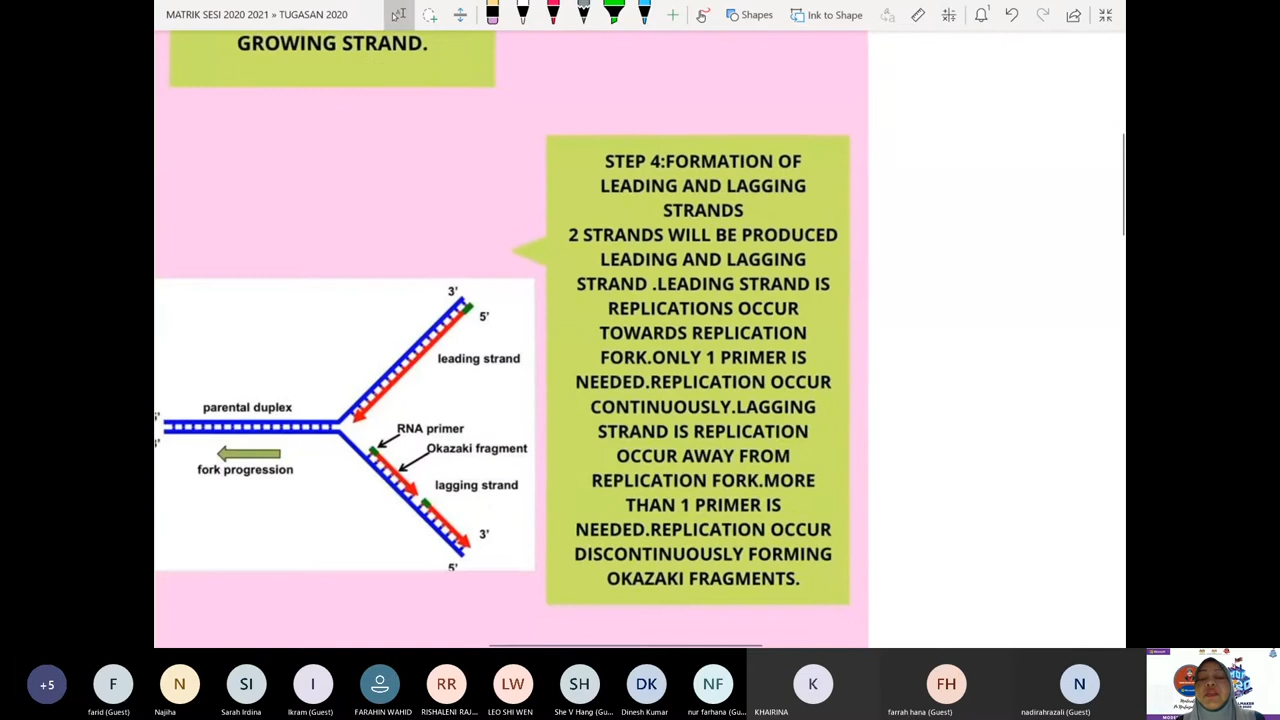 MATRIK SESI 2020 2021 » TUGASAN 2020
Shapes
Ink to Shape
GROWING STRAND.
STEP 4:FORMATION OF
LEADING AND LAGGING
STRANDS
2 STRANDS WILL BE PRODUCED
LEADING AND LAGGING
STRAND .LEADING STRAND IS
REPLICATIONS OCCUR
TOWARDS REPLICATION
FORK.ONLY 1 PRIMER IS
NEEDED.REPLICATION OCCUR
CONTINUOUSLY.LAGGING
STRAND IS REPLICATION
OCCUR AWAY FROM
REPLICATION FORK.MORE
THAN 1 PRIMER IS
NEEDED.REPLICATION OCCUR
DISCONTINUOUSLY FORMING
OKAZAKI FRAGMENTS.
3'
5'
leading strand
parental duplex
RNA primer
Okazaki fragment
fork progression
lagging strand
3'
5'
+5
F
N
SI
I
RR
LW
SH
DK
NF
K
FH
N
farid (Guest)
Najiha
Sarah Irdina
Ikram (Guest)
FARAHIN WAHID
RISHALENI RAJ...
LEO SHI WEN
She V Hang (Gu...
Dinesh Kumar
nur farhana (Gu...
KHAIRINA
farrah hana (Guest)
nadirahrazali (Guest)